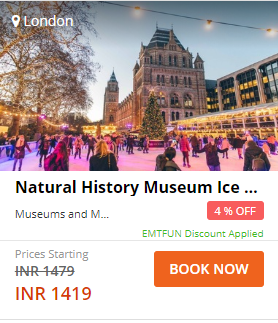 London
Natural History Museum Ice ...
Museums and M...
4 % OFF
EMTFUN Discount Applied
Prices Starting
INR 1479
INR 1419
BOOK NOW